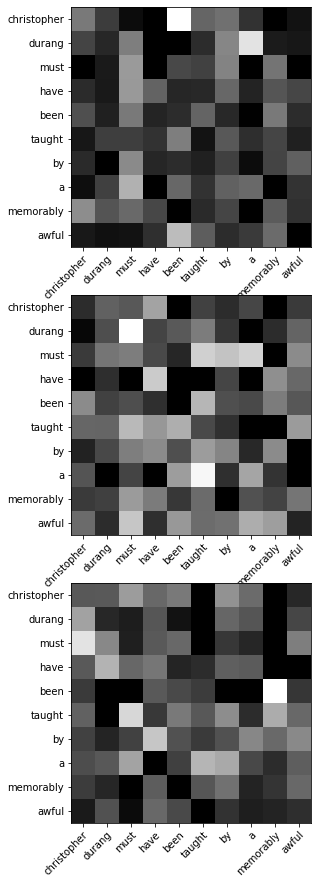 christopher
durang
must
have
been
taught
by
a
memorably
awful
christopher durang must have been taught by a memorably awful
christopher
durang
must
have
been
taught
by
a
memorably
awful
christopher durang must have been taught by a memorably awful
christopher
durang
must
have
been
taught
by
a
memorably
awful
christopher durang must have been taught by a memorably awful